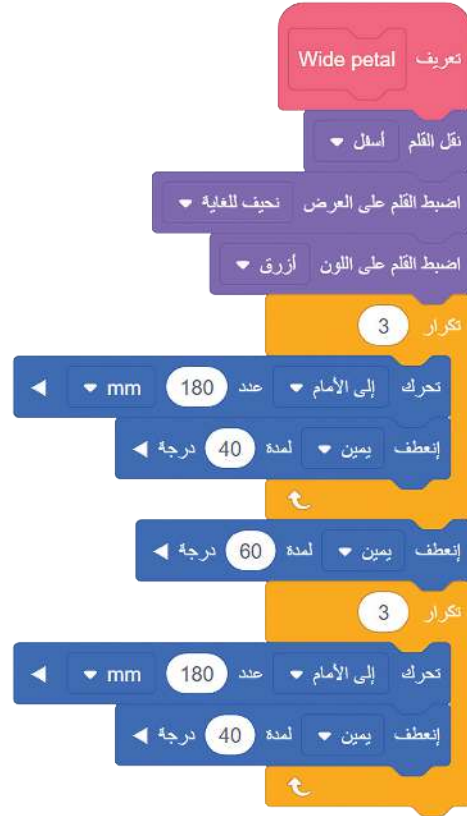 تعريف Wide petal
نقل القلم أسفل
اضبط القلم على العرض نحيف للغاية
اضبط القلم على اللون أزرق
تكرار 3
تحرك إلى الأمام عدد 180 mm
إنعطف يمين لمدة 40 درجة
إنعطف يمين لمدة 60 درجة
تكرار 3
تحرك إلى الأمام عدد 180 mm
إنعطف يمين لمدة 40 درجة